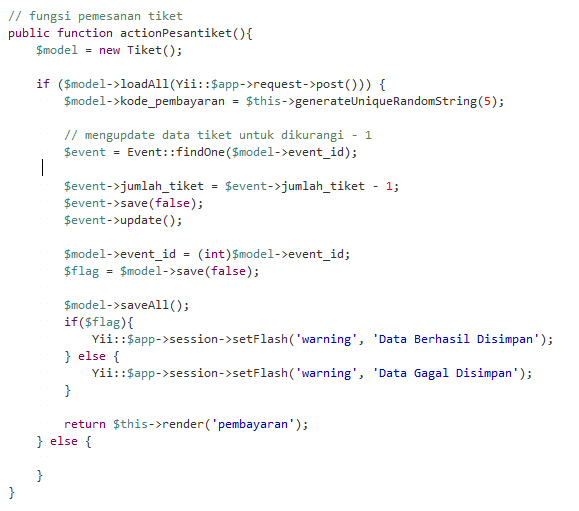 // fungsi pemesanan tiket
public function actionPesantiket(){
    $model = new Tiket();

    if ($model->loadAll(Yii::$app->request->post())) {
        $model->kode_pembayaran = $this->generateUniqueRandomString(5);

        // mengupdate data tiket untuk dikurangi - 1
        $event = Event::findOne($model->event_id);

        $event->jumlah_tiket = $event->jumlah_tiket - 1;
        $event->save(false);
        $event->update();

        $model->event_id = (int)$model->event_id;
        $flag = $model->save(false);

        $model->saveAll();
        if($flag){
            Yii::$app->session->setFlash('warning', 'Data Berhasil Disimpan');
        } else {
            Yii::$app->session->setFlash('warning', 'Data Gagal Disimpan');
        }

        return $this->render('pembayaran');
    } else {

    }
}